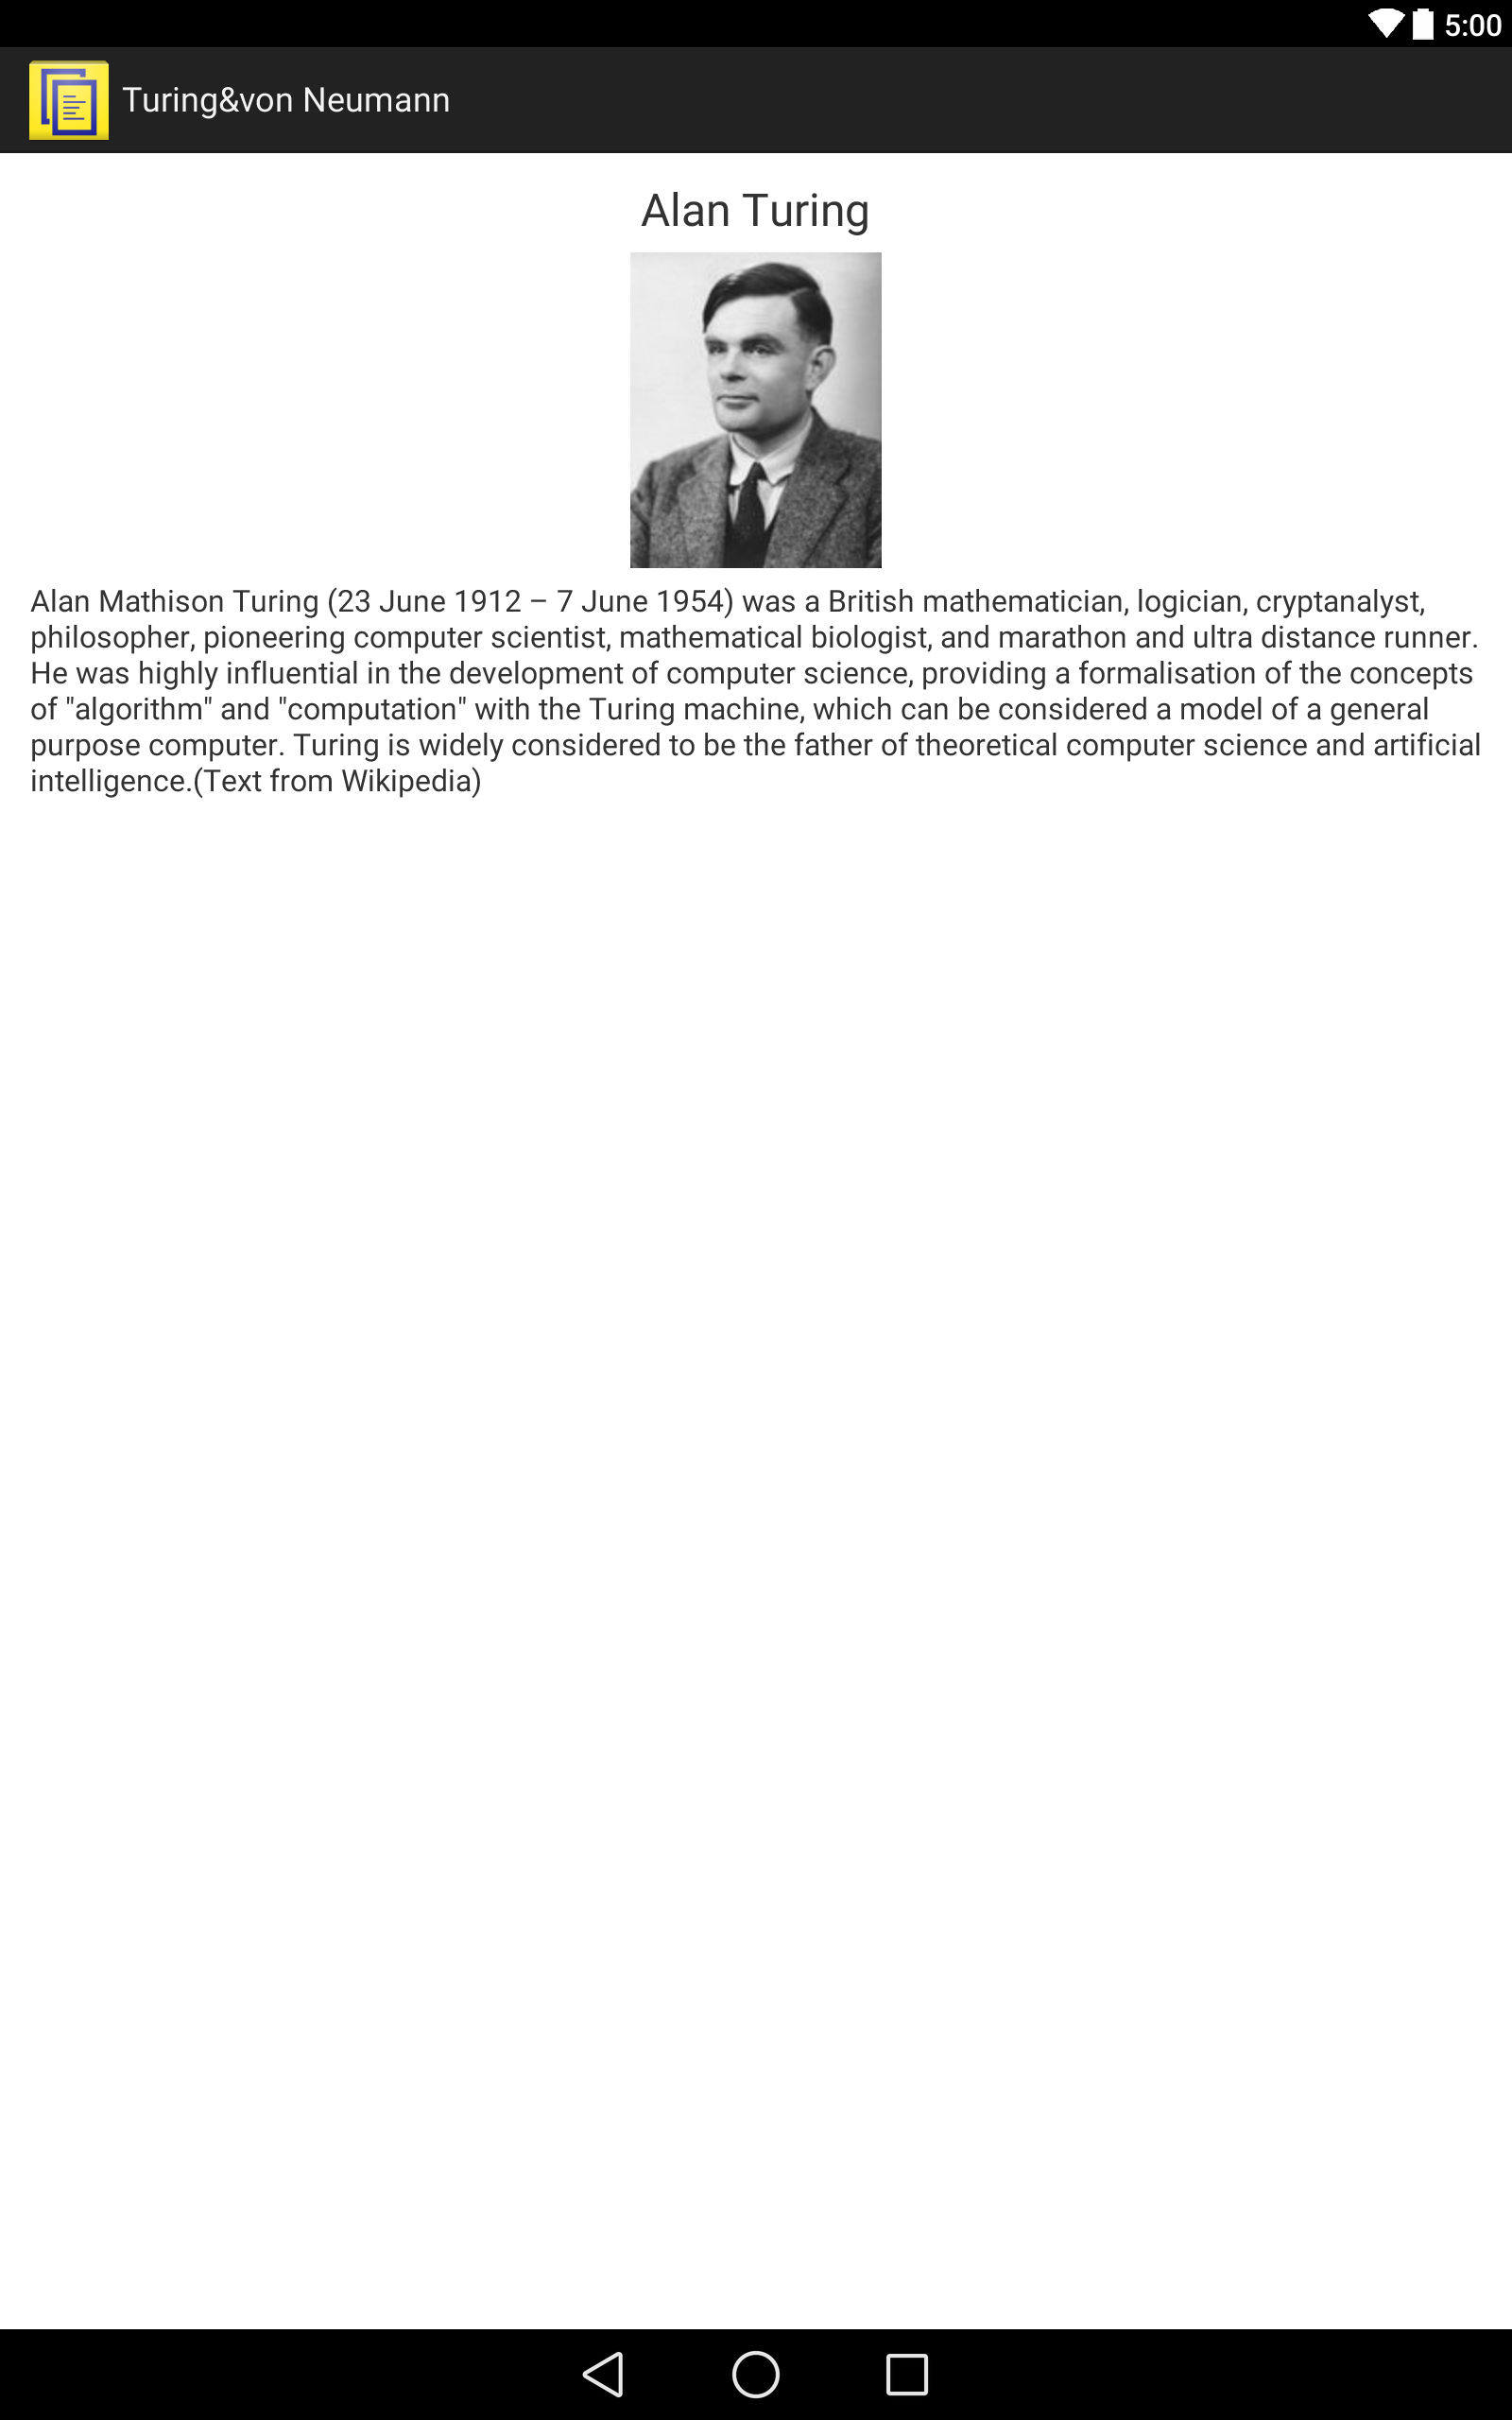 5:00
Turing&von Neumann
Alan Turing
Alan Mathison Turing (23 June 1912 – 7 June 1954) was a British mathematician, logician, cryptanalyst,
philosopher, pioneering computer scientist, mathematical biologist, and marathon and ultra distance runner.
He was highly influential in the development of computer science, providing a formalisation of the concepts
of "algorithm" and "computation" with the Turing machine, which can be considered a model of a general
purpose computer. Turing is widely considered to be the father of theoretical computer science and artificial
intelligence.(Text from Wikipedia)